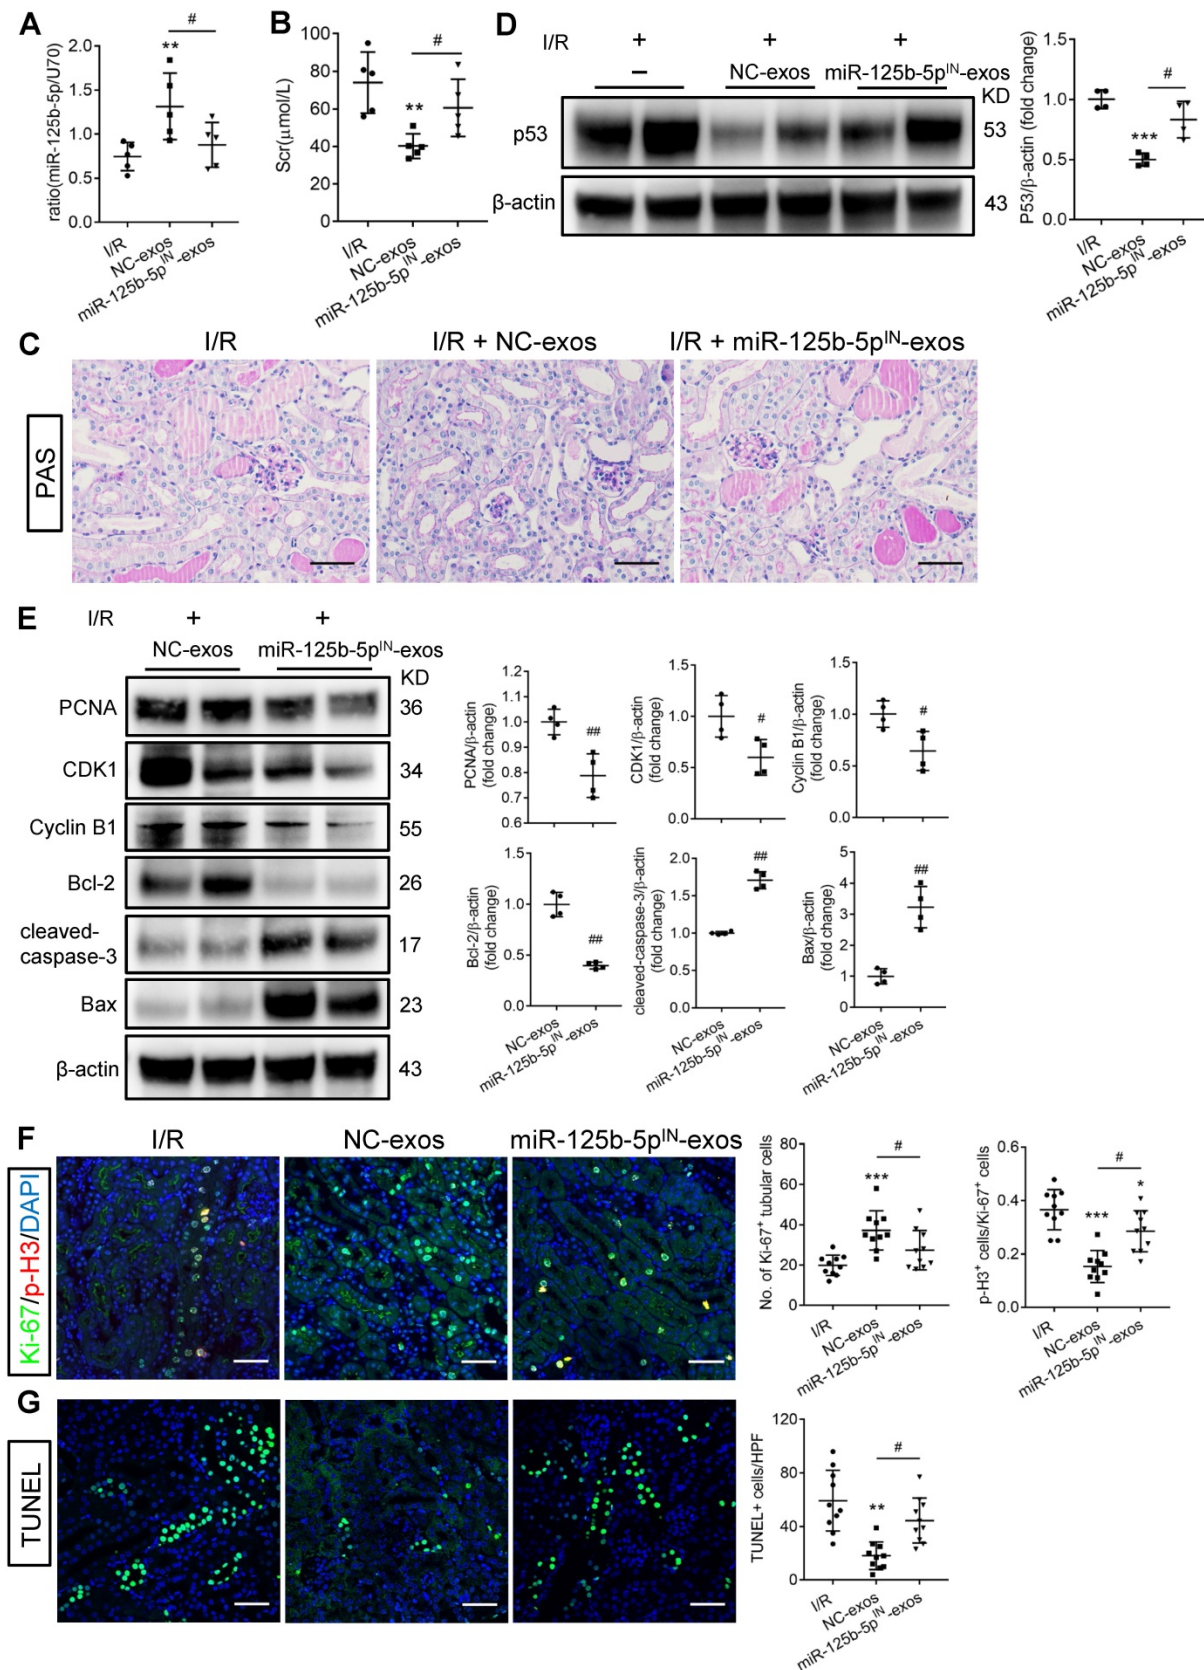 A
ratio(miR-125b-5p/U70)
2.0
1.5
1.0
0.5
0.0
**
#
I/R
NC-exos
miR-125b-5pIN-exos
B
Scr(μmol/L)
100
80
60
40
20
0
**
#
I/R
NC-exos
miR-125b-5pIN-exos
D
I/R + + +
− NC-exos miR-125b-5pIN-exos
KD
p53 53
β-actin 43
P53/β-actin (fold change)
1.5
1.0
0.5
0.0
***
#
I/R
NC-exos
miR-125b-5pIN-exos
C
I/R I/R + NC-exos I/R + miR-125b-5pIN-exos
PAS
E
I/R + +
NC-exos miR-125b-5pIN-exos
KD
PCNA 36
CDK1 34
Cyclin B1 55
Bcl-2 26
cleaved-
caspase-3 17
Bax 23
β-actin 43
PCNA/β-actin
(fold change)
1.2
1.1
1.0
0.9
0.8
0.7
0.6
##
CDK1/β-actin
(fold change)
1.5
1.0
0.5
0.0
#
Cyclin B1/β-actin
(fold change)
1.5
1.0
0.5
0.0
#
Bcl-2/β-actin
(fold change)
1.5
1.0
0.5
0.0
##
NC-exos
miR-125b-5pIN-exos
cleaved-caspase-3/β-actin
(fold change)
2.0
1.5
1.0
0.5
0.0
##
NC-exos
miR-125b-5pIN-exos
Bax/β-actin
(fold change)
5
4
3
2
1
0
##
NC-exos
miR-125b-5pIN-exos
F
I/R NC-exos miR-125b-5pIN-exos
Ki-67/p-H3/DAPI
No. of Ki-67+ tubular cells
80
60
40
20
0
***
#
I/R
NC-exos
miR-125b-5pIN-exos
p-H3+ cells/Ki-67+ cells
0.6
0.4
0.2
0.0
***
#
*
I/R
NC-exos
miR-125b-5pIN-exos
G
TUNEL
TUNEL+ cells/HPF
120
80
40
0
**
#
I/R
NC-exos
miR-125b-5pIN-exos